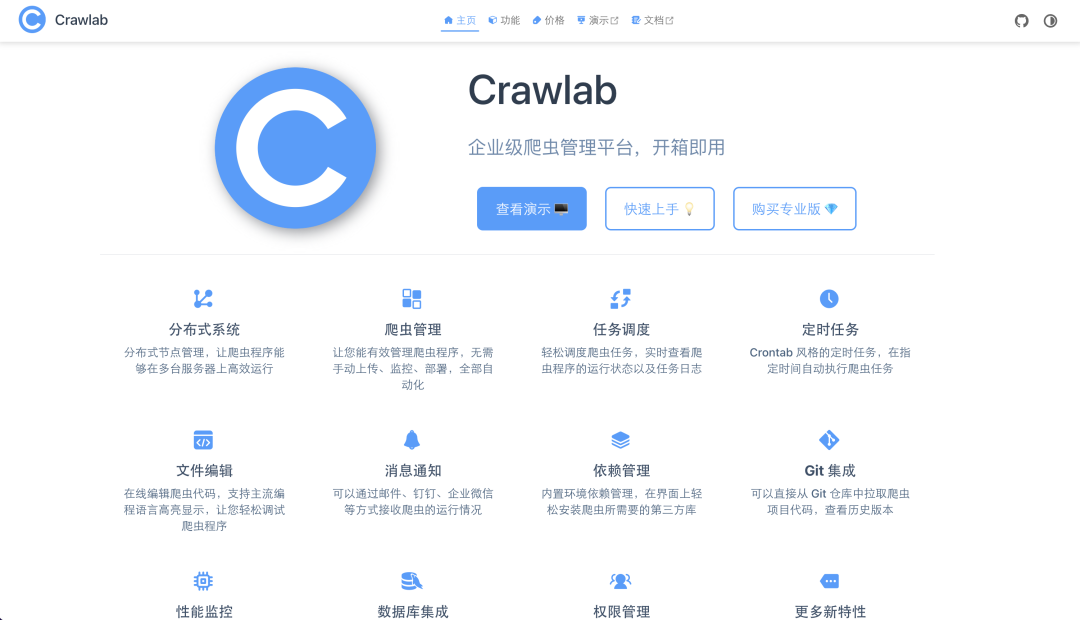 Crawlab
主页 功能 价格 演示 文档
Crawlab
企业级爬虫管理平台，开箱即用
查看演示 快速上手 购买专业版
分布式系统
分布式节点管理，让爬虫程序能
够在多台服务器上高效运行
爬虫管理
让您能有效管理爬虫程序，无需
手动上传、监控、部署，全部自
动化
任务调度
轻松调度爬虫任务，实时查看爬
虫程序的运行状态以及任务日志
定时任务
Crontab 风格的定时任务，在指
定时间自动执行爬虫任务
文件编辑
在线编辑爬虫代码，支持主流编
程语言高亮显示，让您轻松调试
爬虫程序
消息通知
可以通过邮件、钉钉、企业微信
等方式接收爬虫的运行情况
依赖管理
内置环境依赖管理，在界面上轻
松安装爬虫所需要的第三方库
Git 集成
可以直接从 Git 仓库中拉取爬虫
项目代码，查看历史版本
性能监控
数据库集成
权限管理
更多新特性